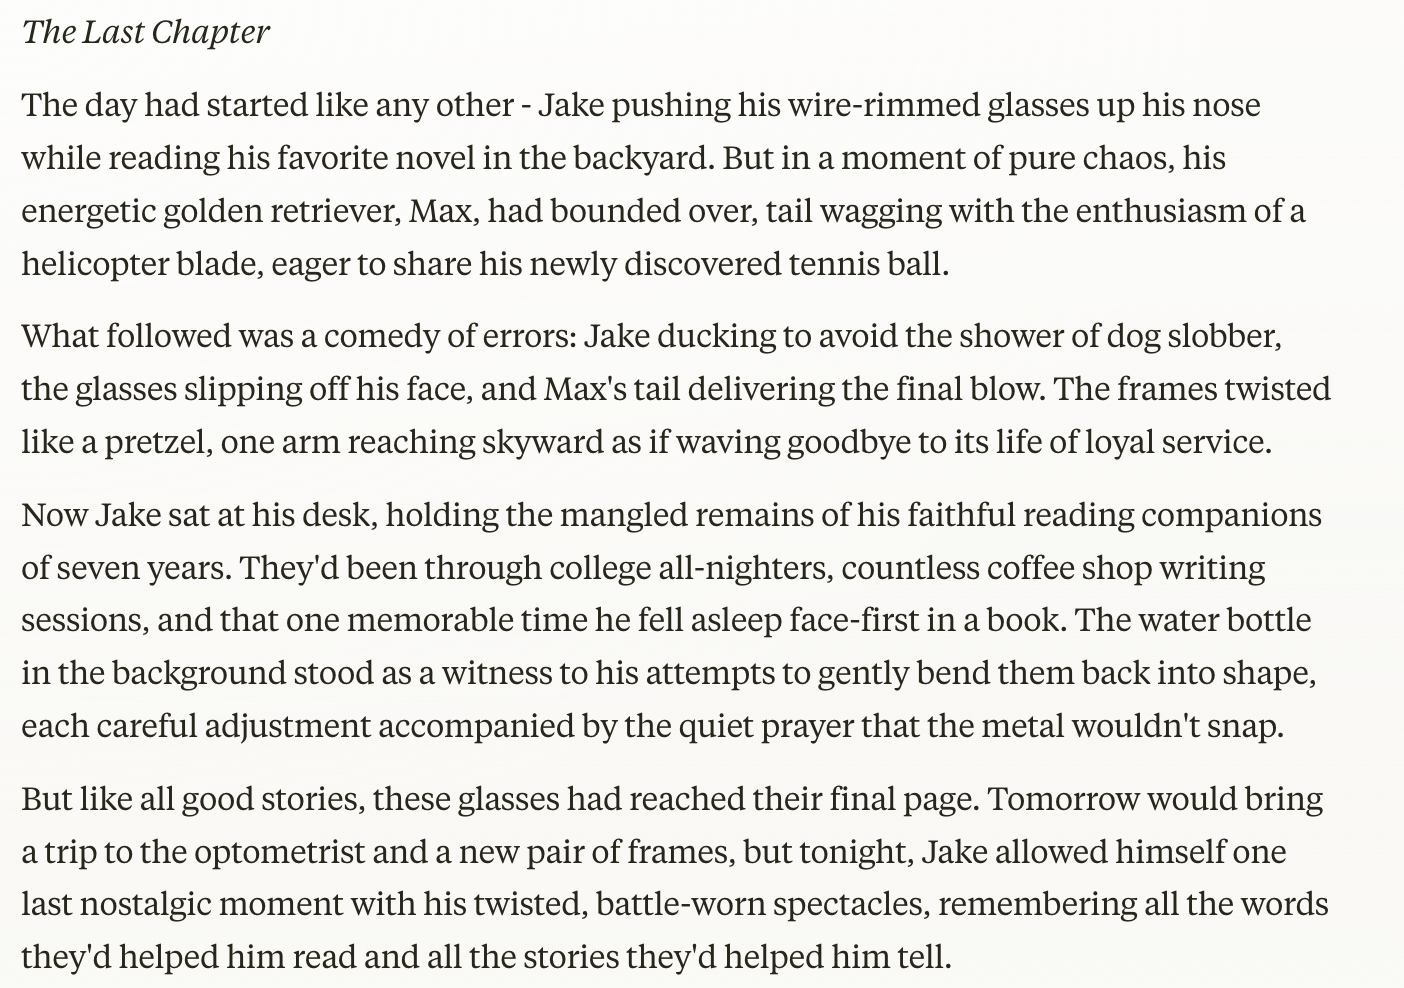 The Last Chapter
The day had started like any other - Jake pushing his wire-rimmed glasses up his nose
while reading his favorite novel in the backyard. But in a moment of pure chaos, his
energetic golden retriever, Max, had bounded over, tail wagging with the enthusiasm of a
helicopter blade, eager to share his newly discovered tennis ball.
What followed was a comedy of errors: Jake ducking to avoid the shower of dog slobber,
the glasses slipping off his face, and Max's tail delivering the final blow. The frames twisted
like a pretzel, one arm reaching skyward as if waving goodbye to its life of loyal service.
Now Jake sat at his desk, holding the mangled remains of his faithful reading companions
of seven years. They'd been through college all-nighters, countless coffee shop writing
sessions, and that one memorable time he fell asleep face-first in a book. The water bottle
in the background stood as a witness to his attempts to gently bend them back into shape,
each careful adjustment accompanied by the quiet prayer that the metal wouldn't snap.
But like all good stories, these glasses had reached their final page. Tomorrow would bring
a trip to the optometrist and a new pair of frames, but tonight, Jake allowed himself one
last nostalgic moment with his twisted, battle-worn spectacles, remembering all the words
they'd helped him read and all the stories they'd helped him tell.